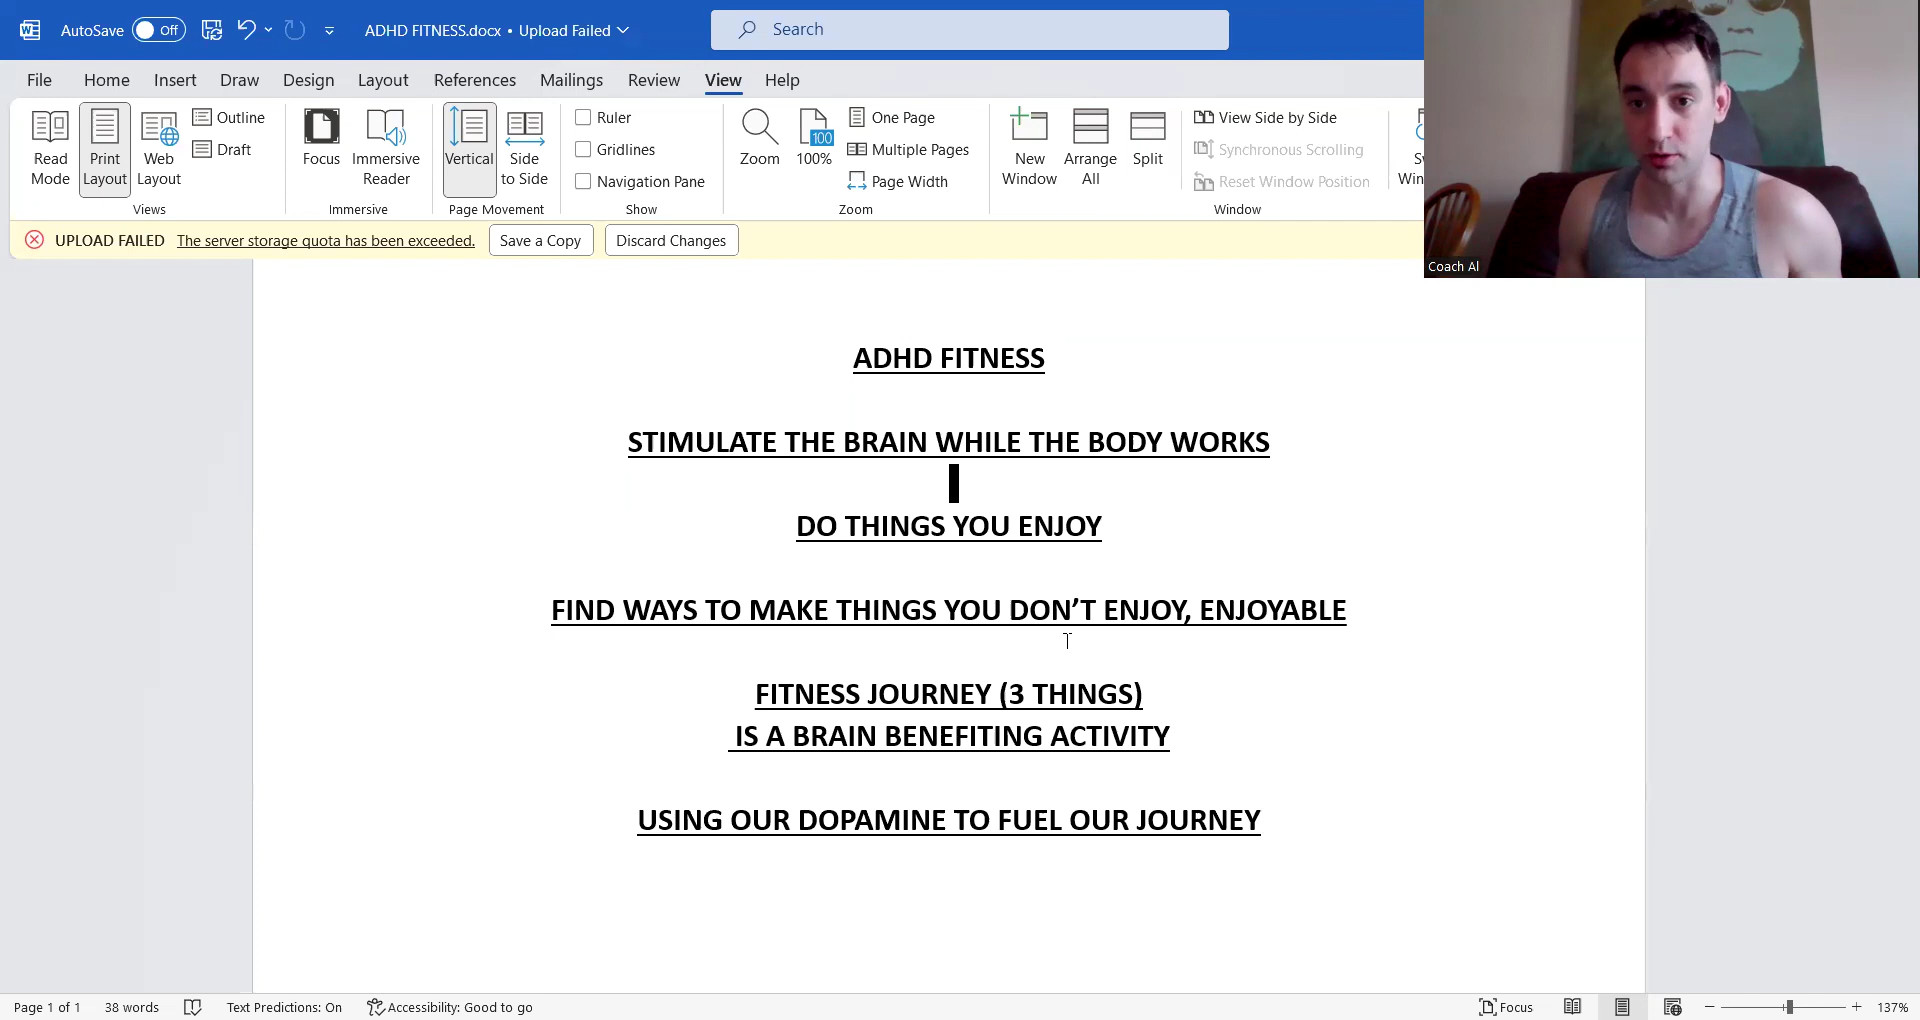 AutoSave Off ADHD FITNESS.docx • Upload Failed Search
File Home Insert Draw Design Layout References Mailings Review View Help
Read Mode
Print Layout
Web Layout
Outline
Draft
Views
Focus
Immersive Reader
Immersive
Vertical
Side to Side
Page Movement
Ruler
Gridlines
Navigation Pane
Show
Zoom
100
100%
One Page
Multiple Pages
Page Width
Zoom
New Window
Arrange All
Split
View Side by Side
Synchronous Scrolling
Reset Window Position
Window
UPLOAD FAILED The server storage quota has been exceeded. Save a Copy Discard Changes
Coach Al
ADHD FITNESS
STIMULATE THE BRAIN WHILE THE BODY WORKS
DO THINGS YOU ENJOY
FIND WAYS TO MAKE THINGS YOU DON’T ENJOY, ENJOYABLE
FITNESS JOURNEY (3 THINGS)
IS A BRAIN BENEFITING ACTIVITY
USING OUR DOPAMINE TO FUEL OUR JOURNEY
Page 1 of 1 38 words Text Predictions: On Accessibility: Good to go Focus 137%